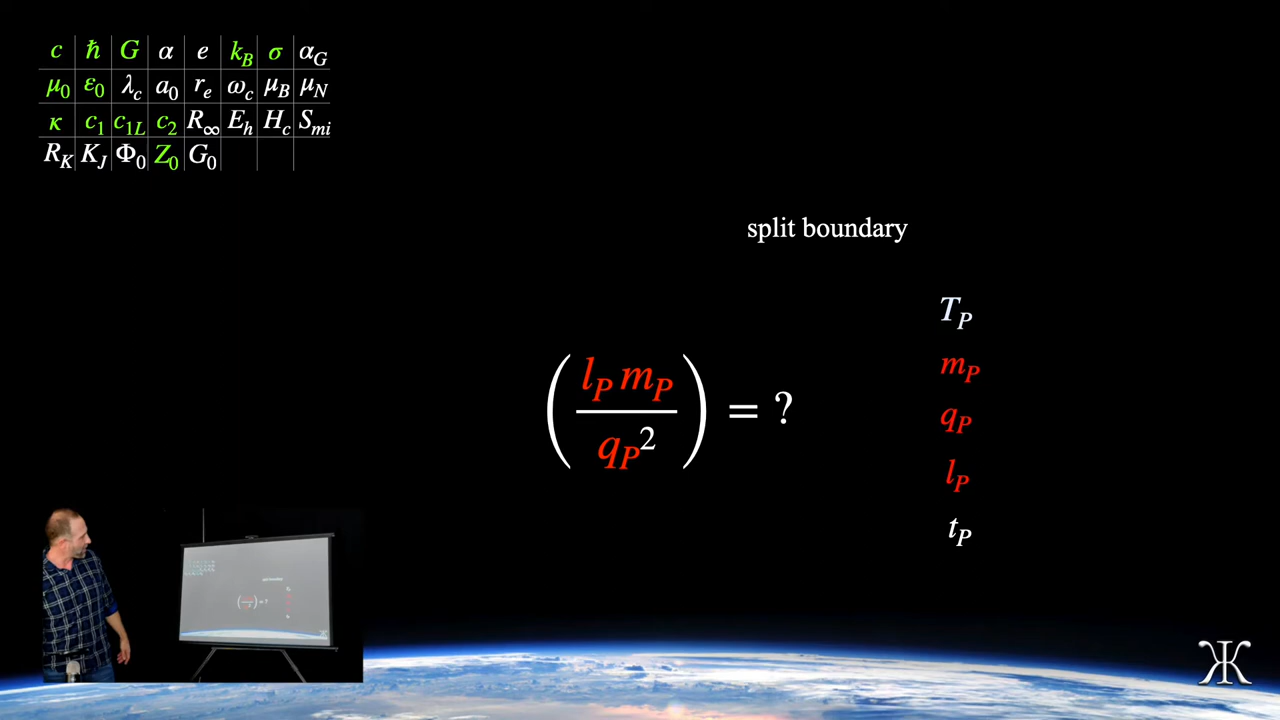 c ℏ G α e k_B σ α_G
μ_0 ε_0 λ_c a_0 r_e ω_c μ_B μ_N
κ c_1 c_1L c_2 R_∞ E_h H_c S_mi
R_K K_J Φ_0 Z_0 G_0
split boundary
T_P
m_P
(l_P m_P / q_P^2) = ?
q_P
l_P
t_P